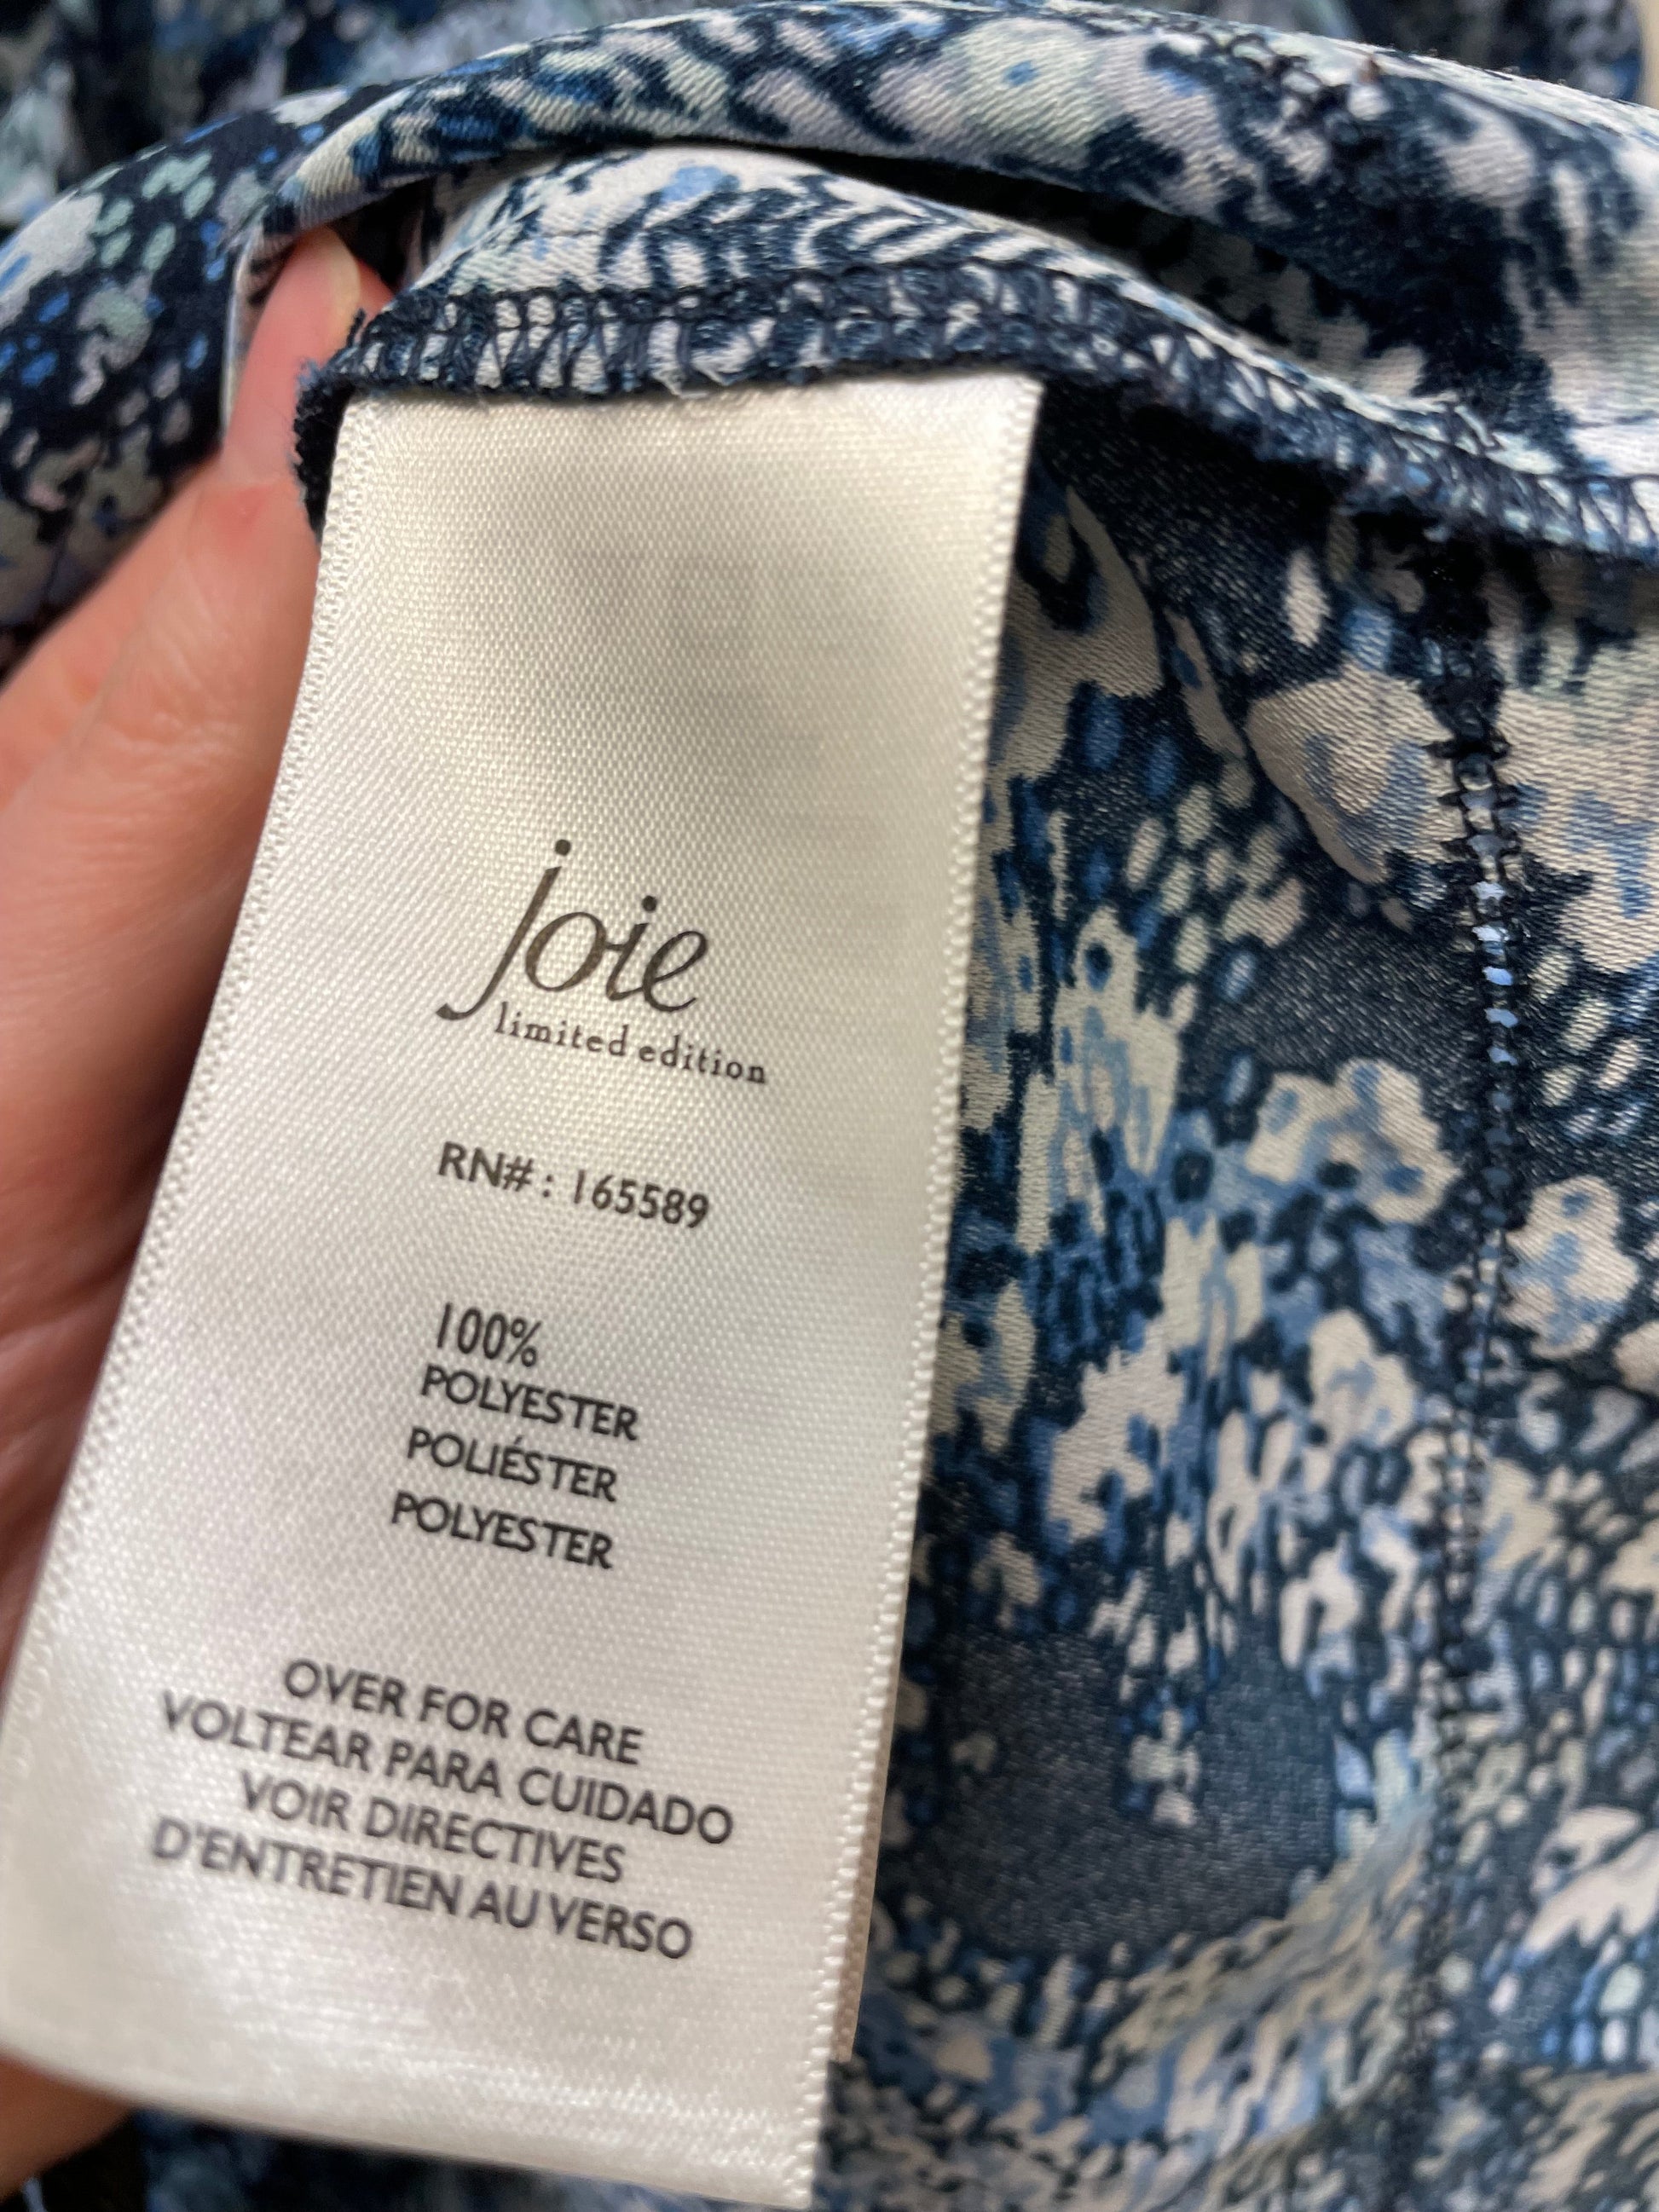 joie
limited edition
RN# : 165589
100%
POLYESTER
POLIÉSTER
POLYESTER
OVER FOR CARE
VOLTEAR PARA CUIDADO
VOIR DIRECTIVES
D'ENTRETIEN AU VERSO